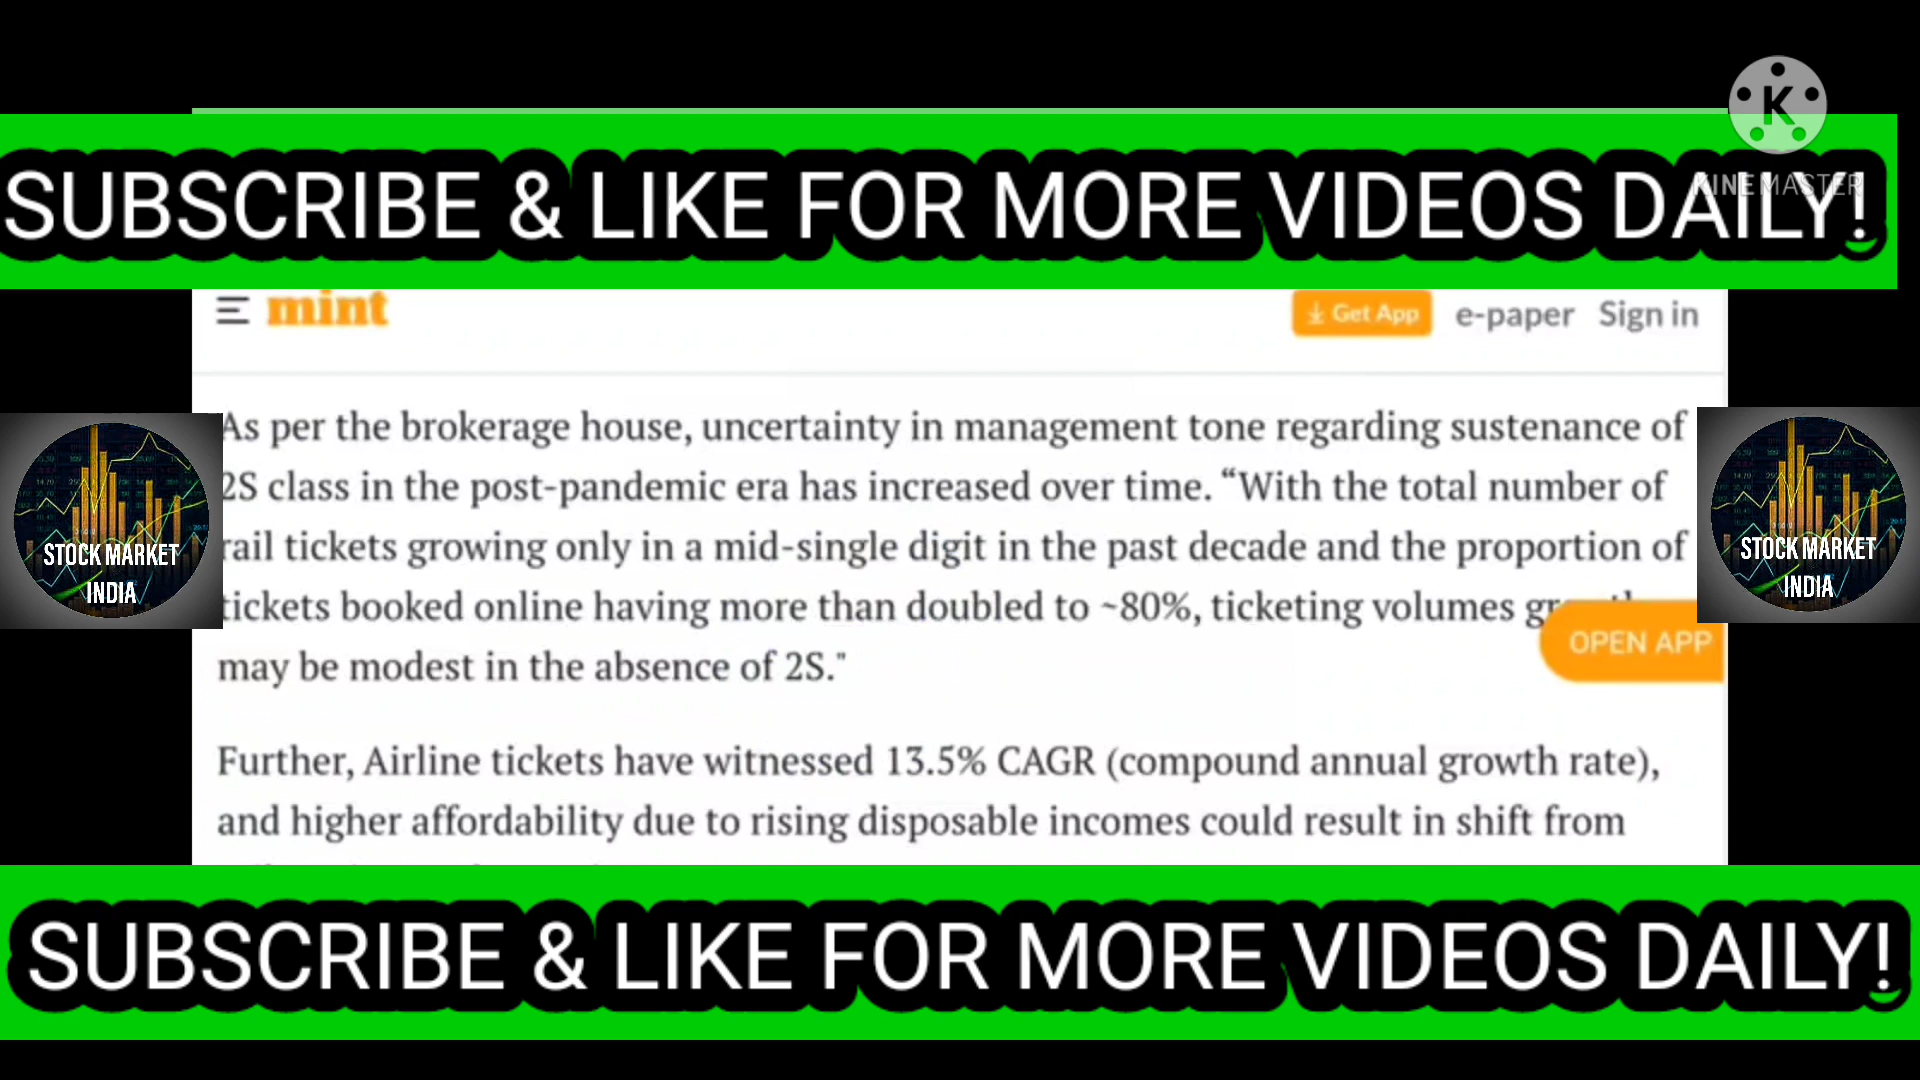 K
KINEMASTER
SUBSCRIBE & LIKE FOR MORE VIDEOS DAILY!
mint
Get App
e-paper
Sign in
As per the brokerage house, uncertainty in management tone regarding sustenance of
2S class in the post-pandemic era has increased over time. “With the total number of
rail tickets growing only in a mid-single digit in the past decade and the proportion of
tickets booked online having more than doubled to ~80%, ticketing volumes
may be modest in the absence of 2S."
OPEN APP
Further, Airline tickets have witnessed 13.5% CAGR (compound annual growth rate),
and higher affordability due to rising disposable incomes could result in shift from
STOCK MARKET
INDIA
STOCK MARKET
INDIA
SUBSCRIBE & LIKE FOR MORE VIDEOS DAILY!